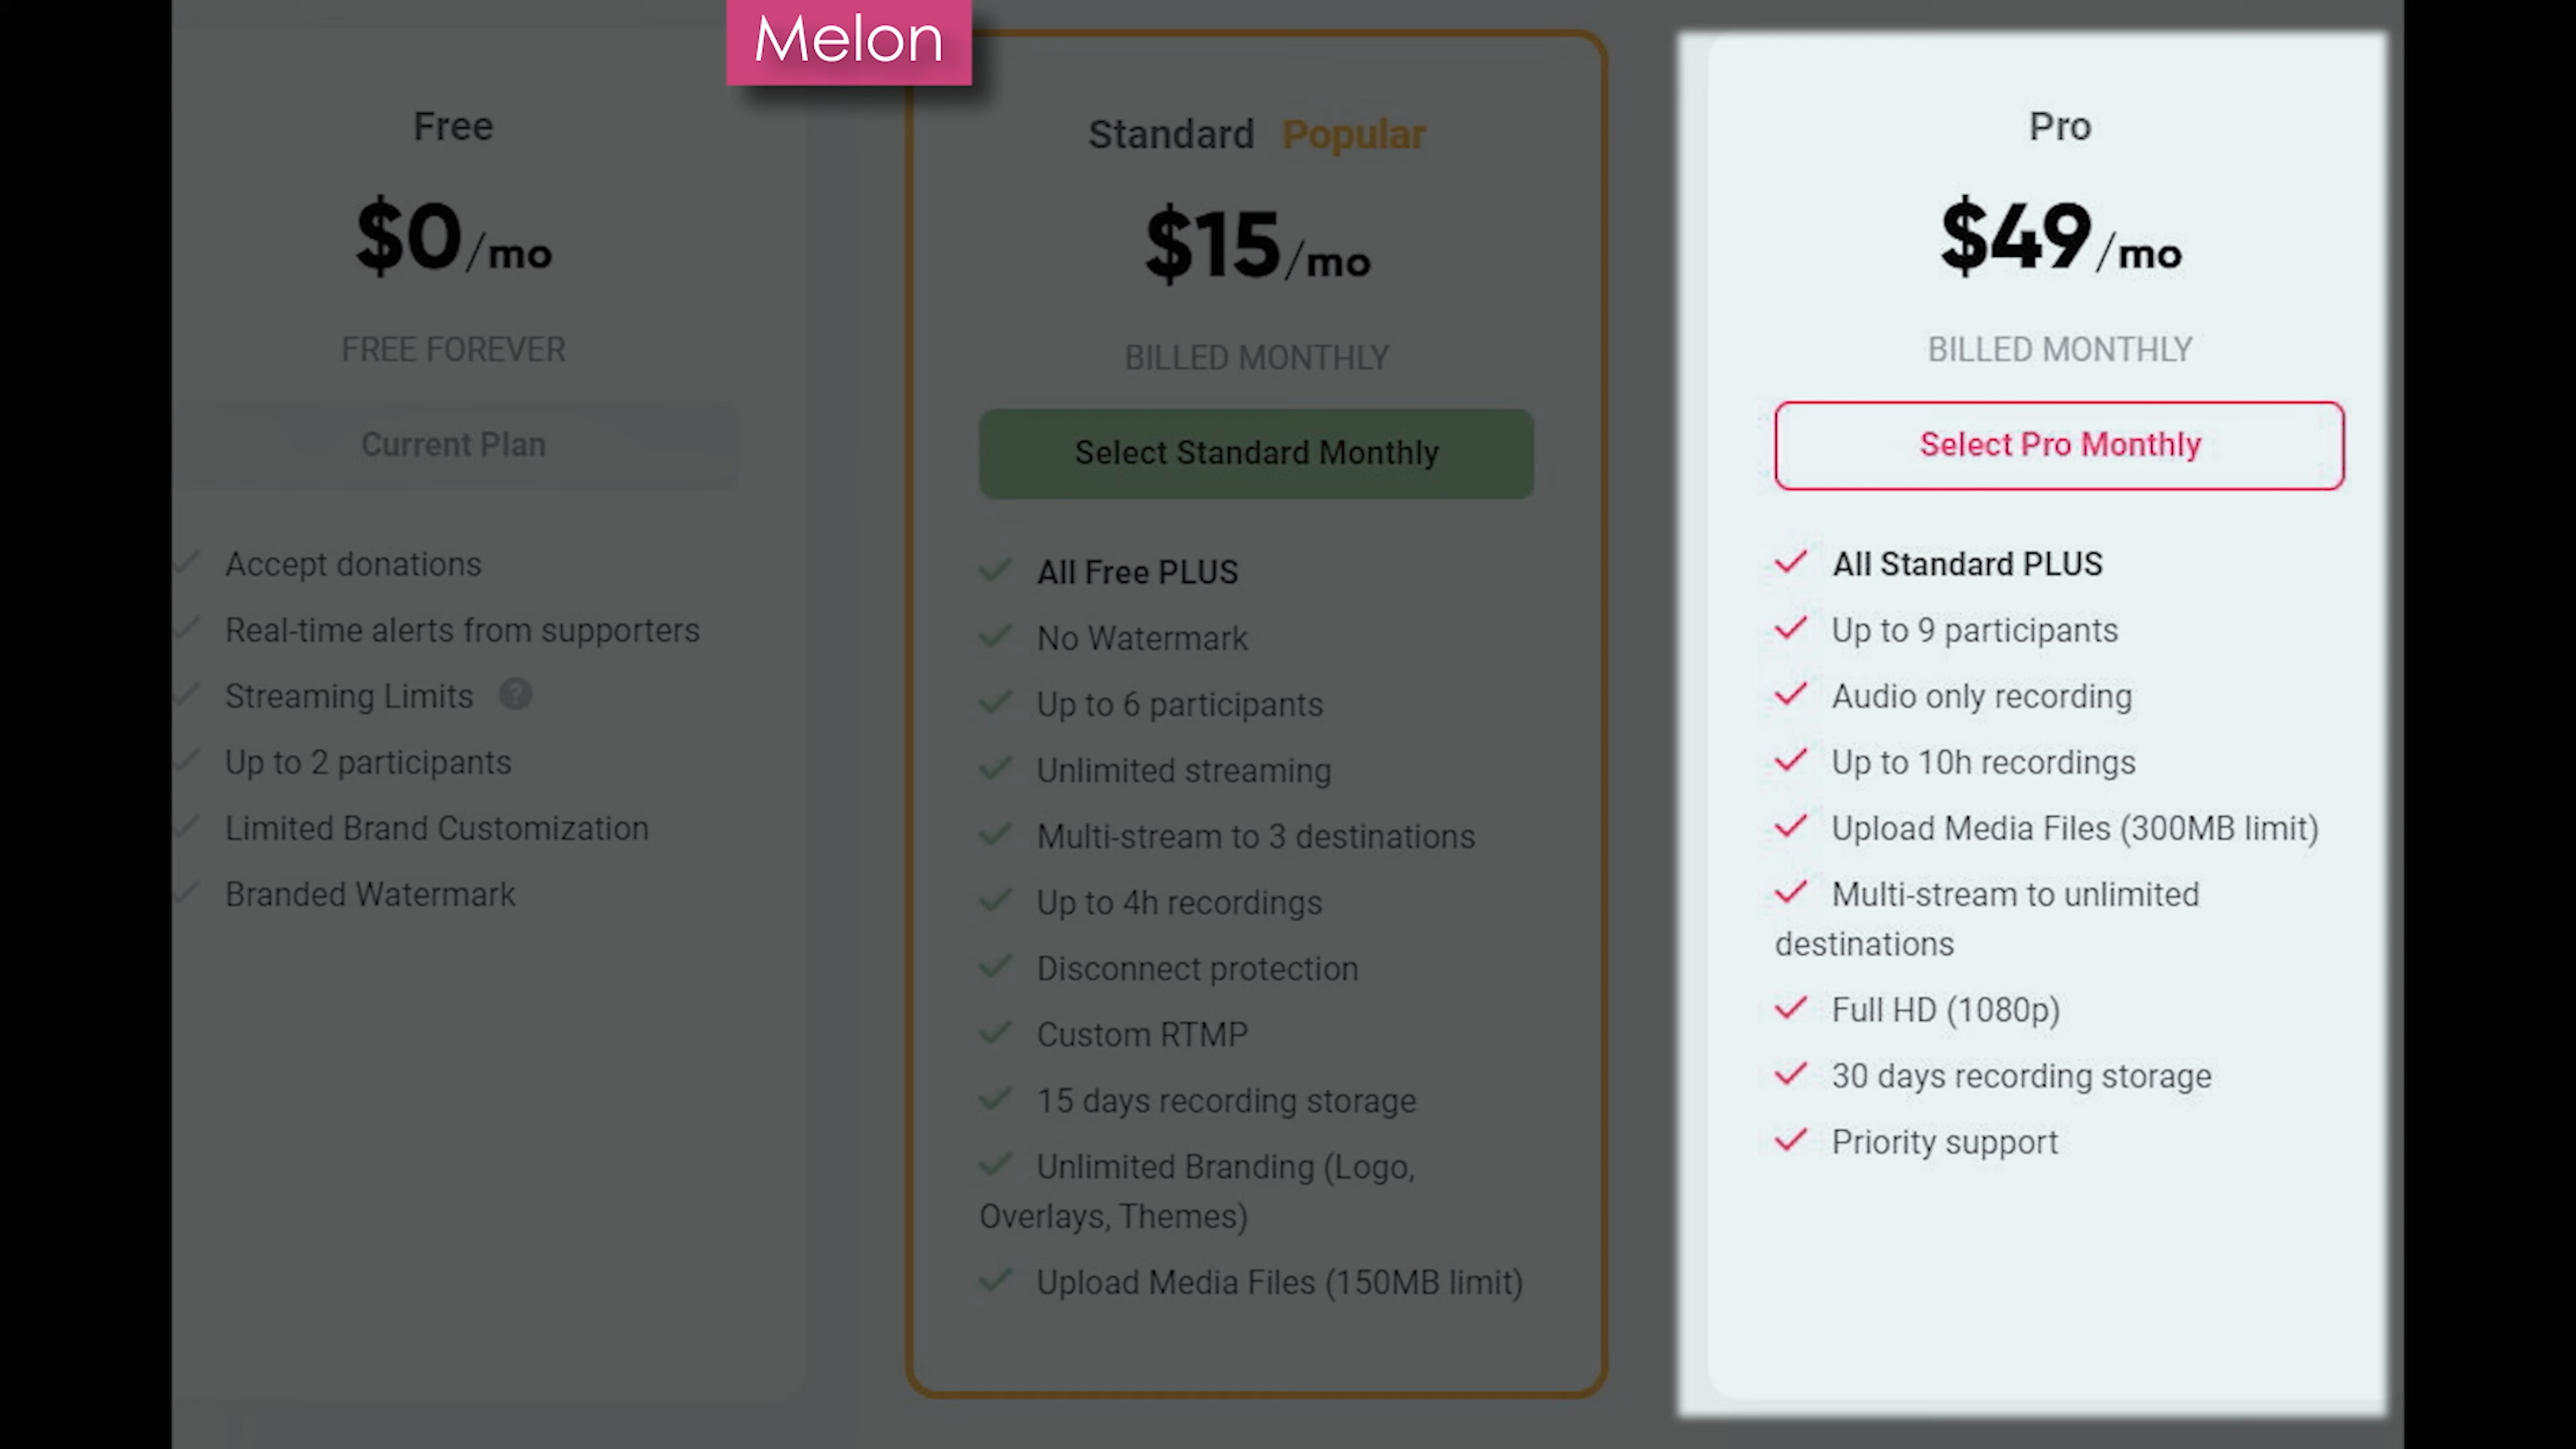 Melon
Free
$0/mo
FREE FOREVER
Current Plan
Accept donations
Real-time alerts from supporters
Streaming Limits ?
Up to 2 participants
Limited Brand Customization
Branded Watermark
Standard Popular
$15/mo
BILLED MONTHLY
Select Standard Monthly
All Free PLUS
No Watermark
Up to 6 participants
Unlimited streaming
Multi-stream to 3 destinations
Up to 4h recordings
Disconnect protection
Custom RTMP
15 days recording storage
Unlimited Branding (Logo,
Overlays, Themes)
Upload Media Files (150MB limit)
Pro
$49/mo
BILLED MONTHLY
Select Pro Monthly
All Standard PLUS
Up to 9 participants
Audio only recording
Up to 10h recordings
Upload Media Files (300MB limit)
Multi-stream to unlimited
destinations
Full HD (1080p)
30 days recording storage
Priority support